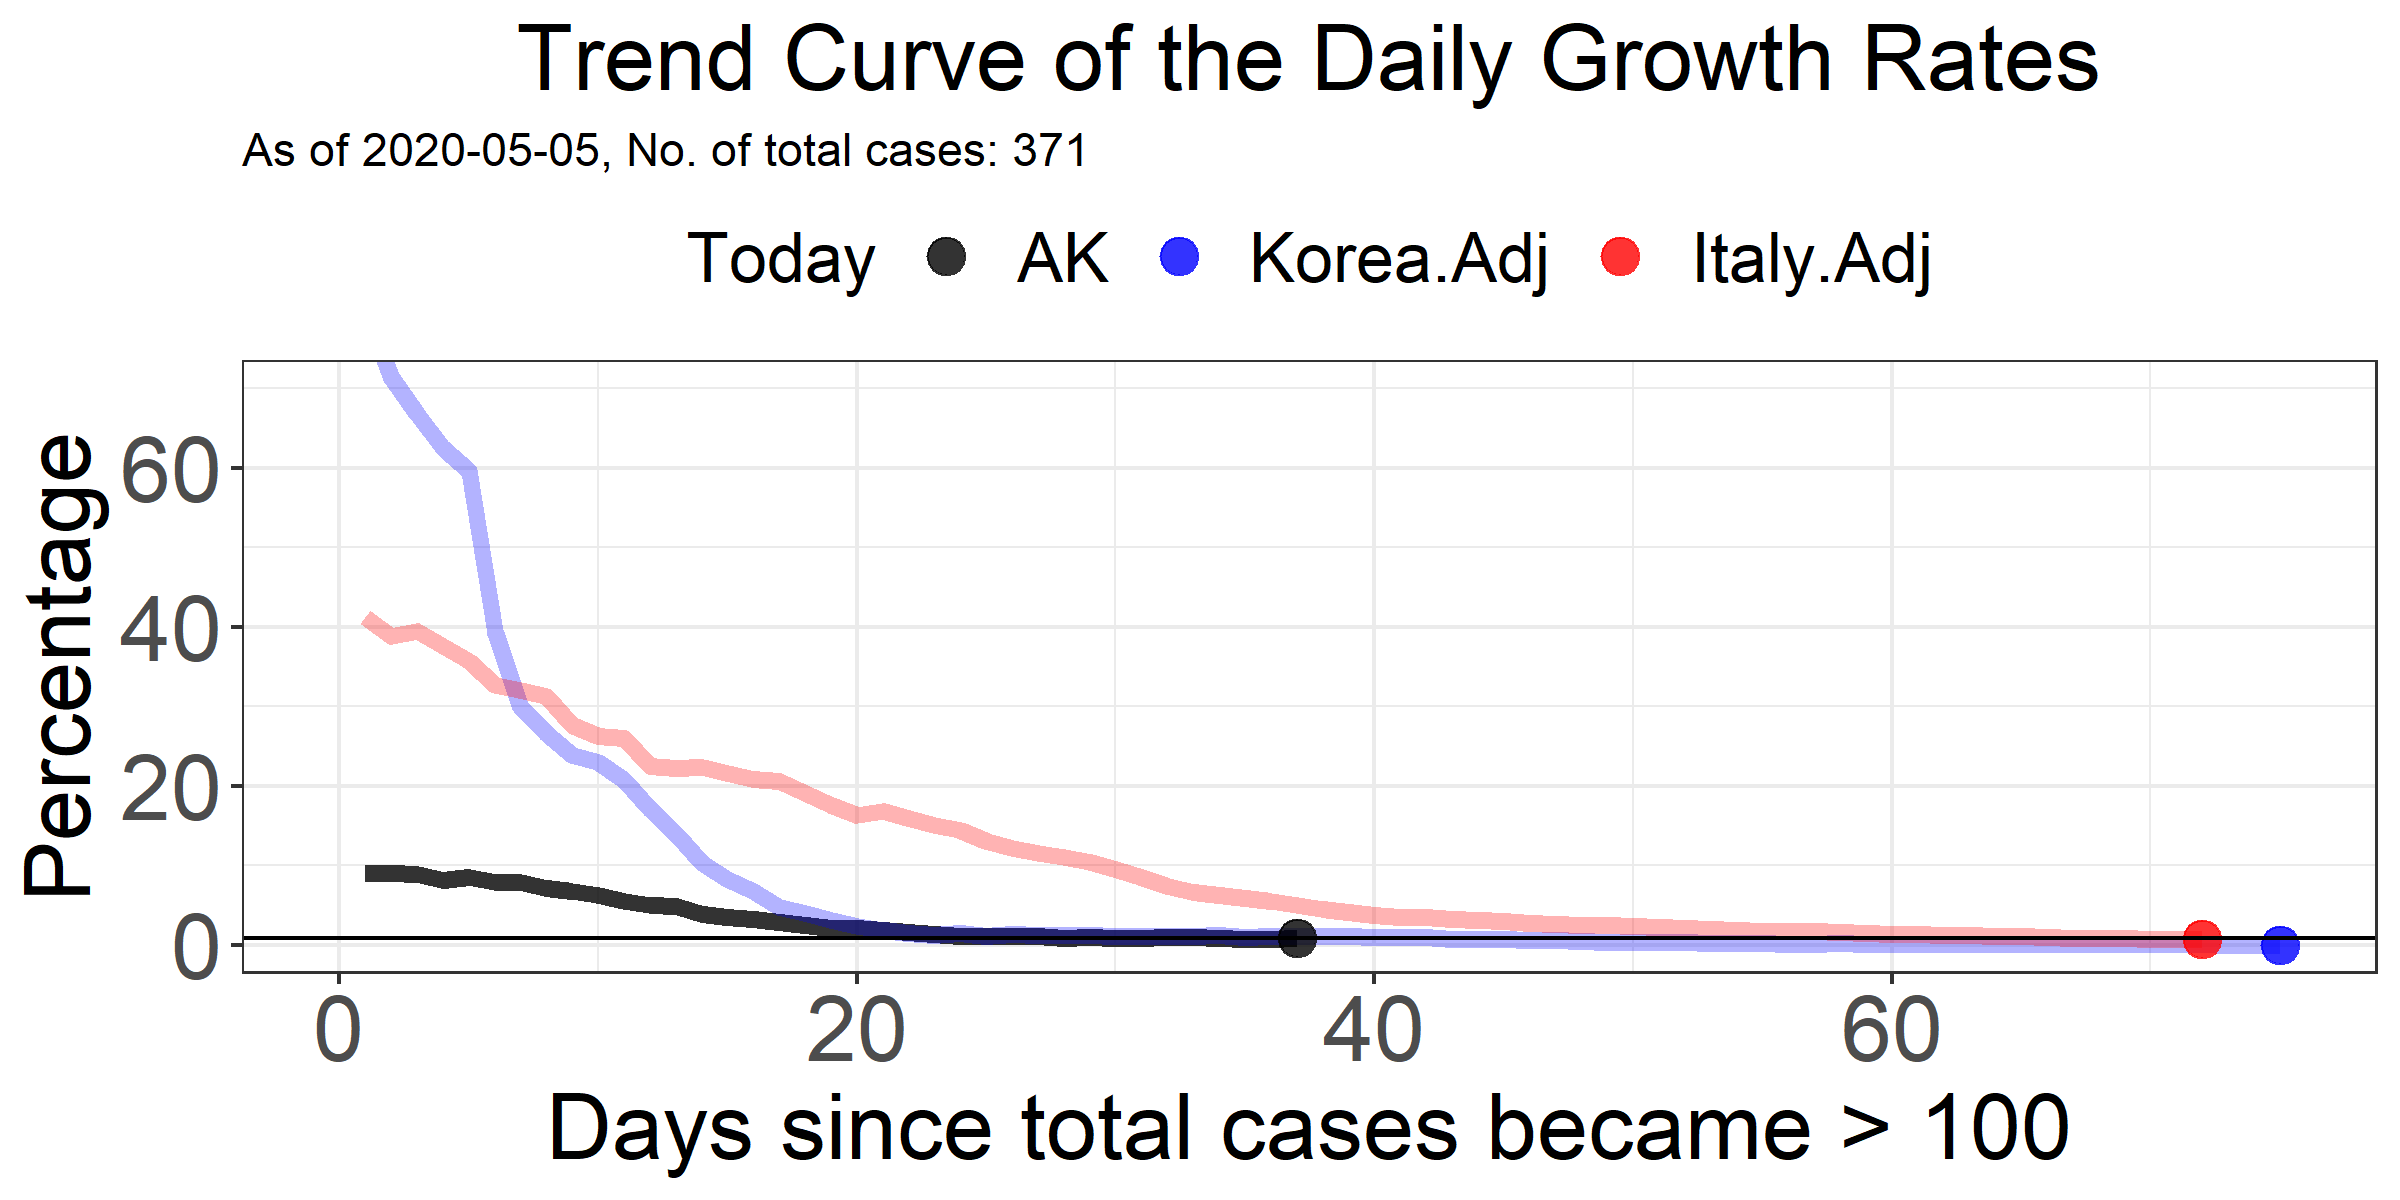 Trend Curve of the Daily Growth Rates
As of 2020-05-05, No. of total cases: 371
Today AK Korea.Adj Italy.Adj
Percentage
60
40
20
0
0 20 40 60
Days since total cases became > 100